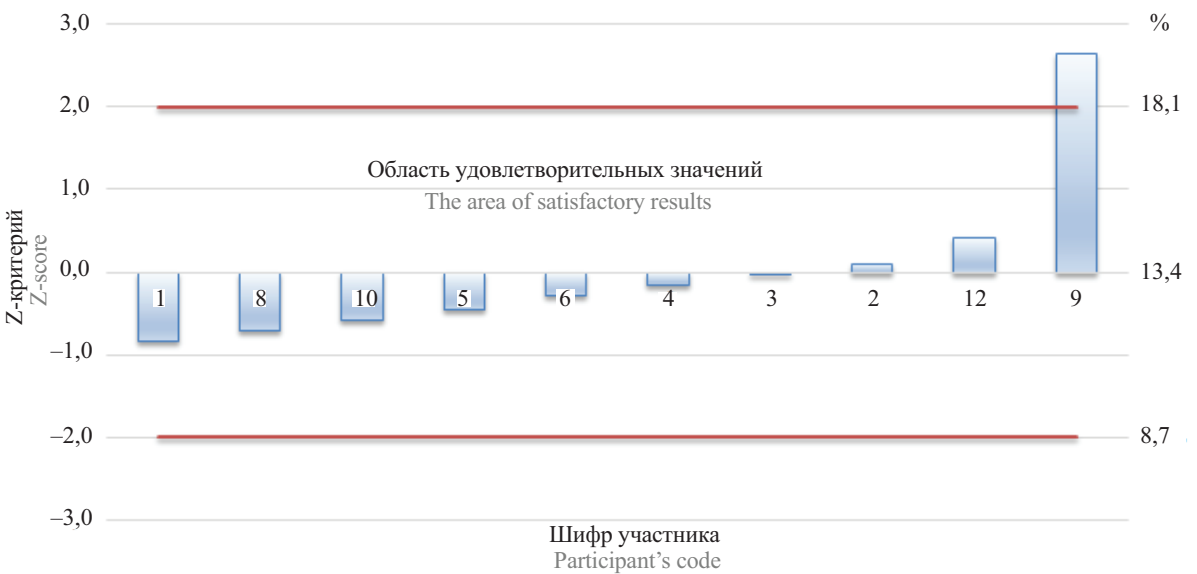 3,0
%
2,0
18,1
Область удовлетворительных значений
The area of satisfactory results
1,0
Z-критерий
Z-score
0,0
13,4
1 8 10 5 6 4 3 2 12 9
–1,0
–2,0
8,7
–3,0
Шифр участника
Participant’s code